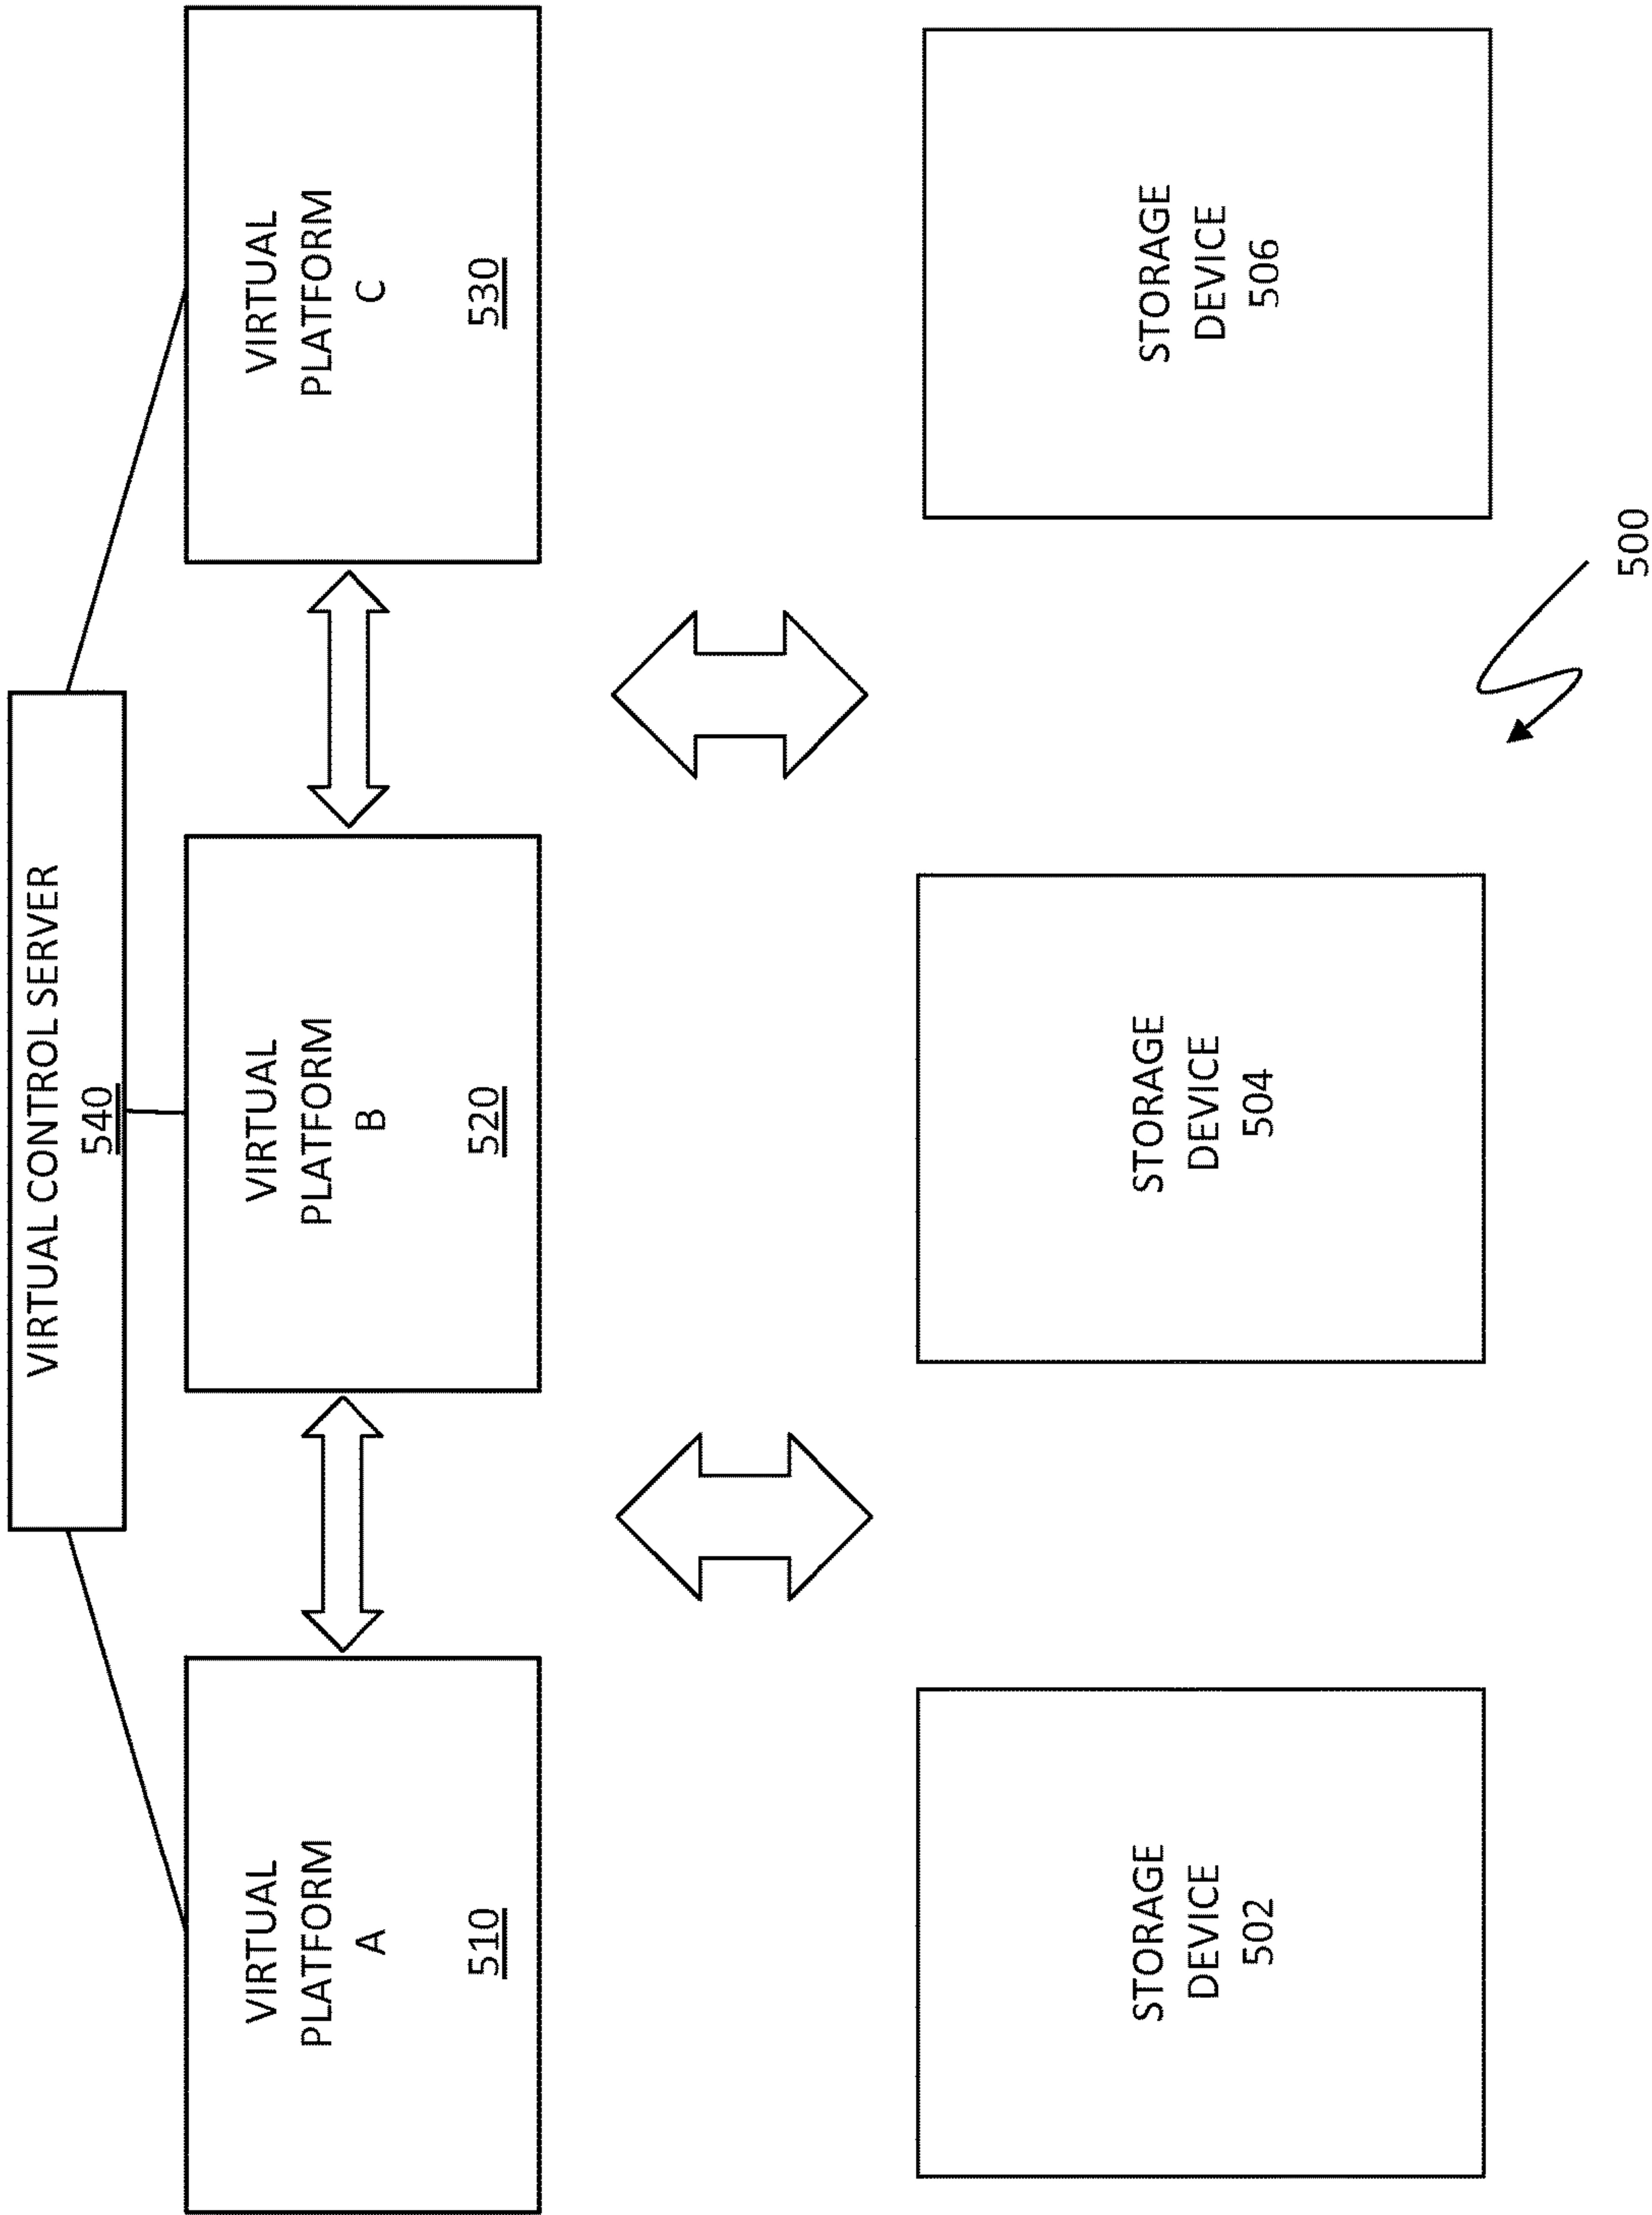 VIRTUAL CONTROL SERVER
540
VIRTUAL
PLATFORM
A
510
VIRTUAL
PLATFORM
B
520
VIRTUAL
PLATFORM
C
530
STORAGE
DEVICE
502
STORAGE
DEVICE
504
STORAGE
DEVICE
506
500